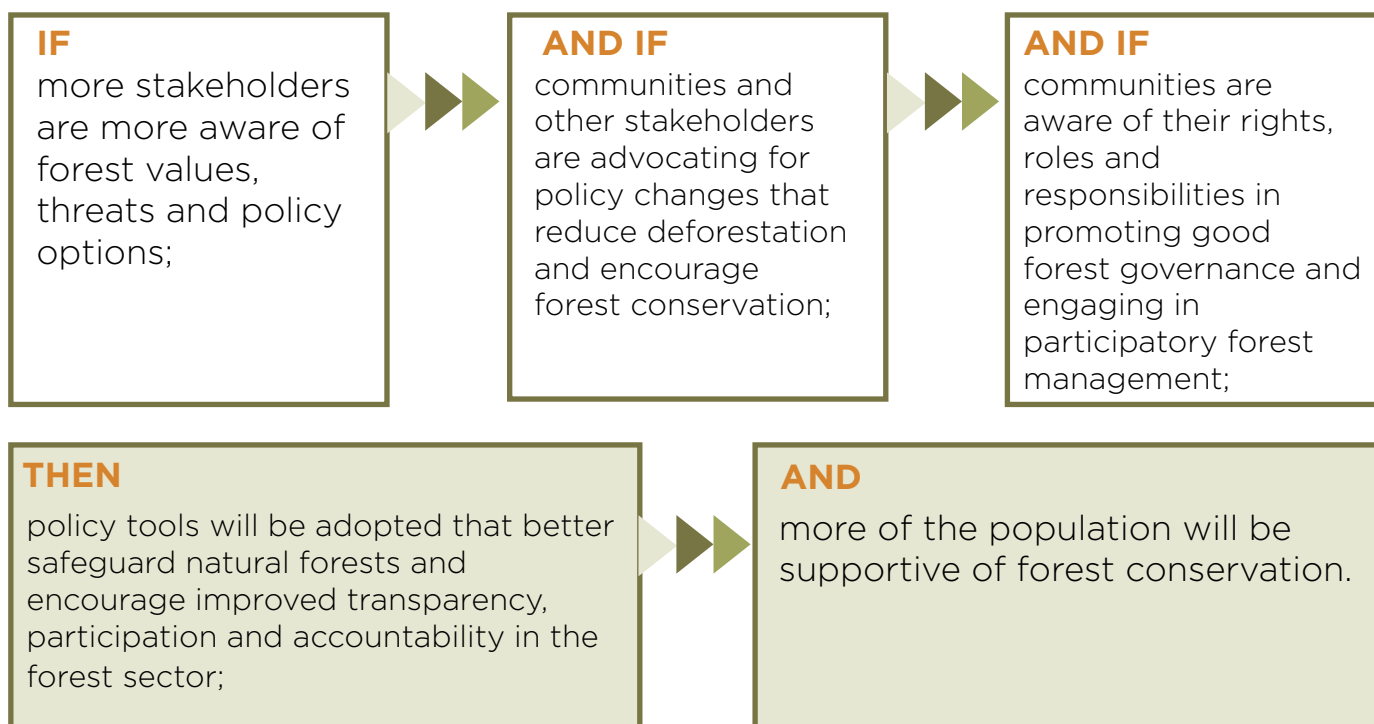 IF
more stakeholders
are more aware of
forest values,
threats and policy
options;
AND IF
communities and
other stakeholders
are advocating for
policy changes that
reduce deforestation
and encourage
forest conservation;
AND IF
communities are
aware of their rights,
roles and
responsibilities in
promoting good
forest governance and
engaging in
participatory forest
management;
THEN
policy tools will be adopted that better
safeguard natural forests and
encourage improved transparency,
participation and accountability in the
forest sector;
AND
more of the population will be
supportive of forest conservation.